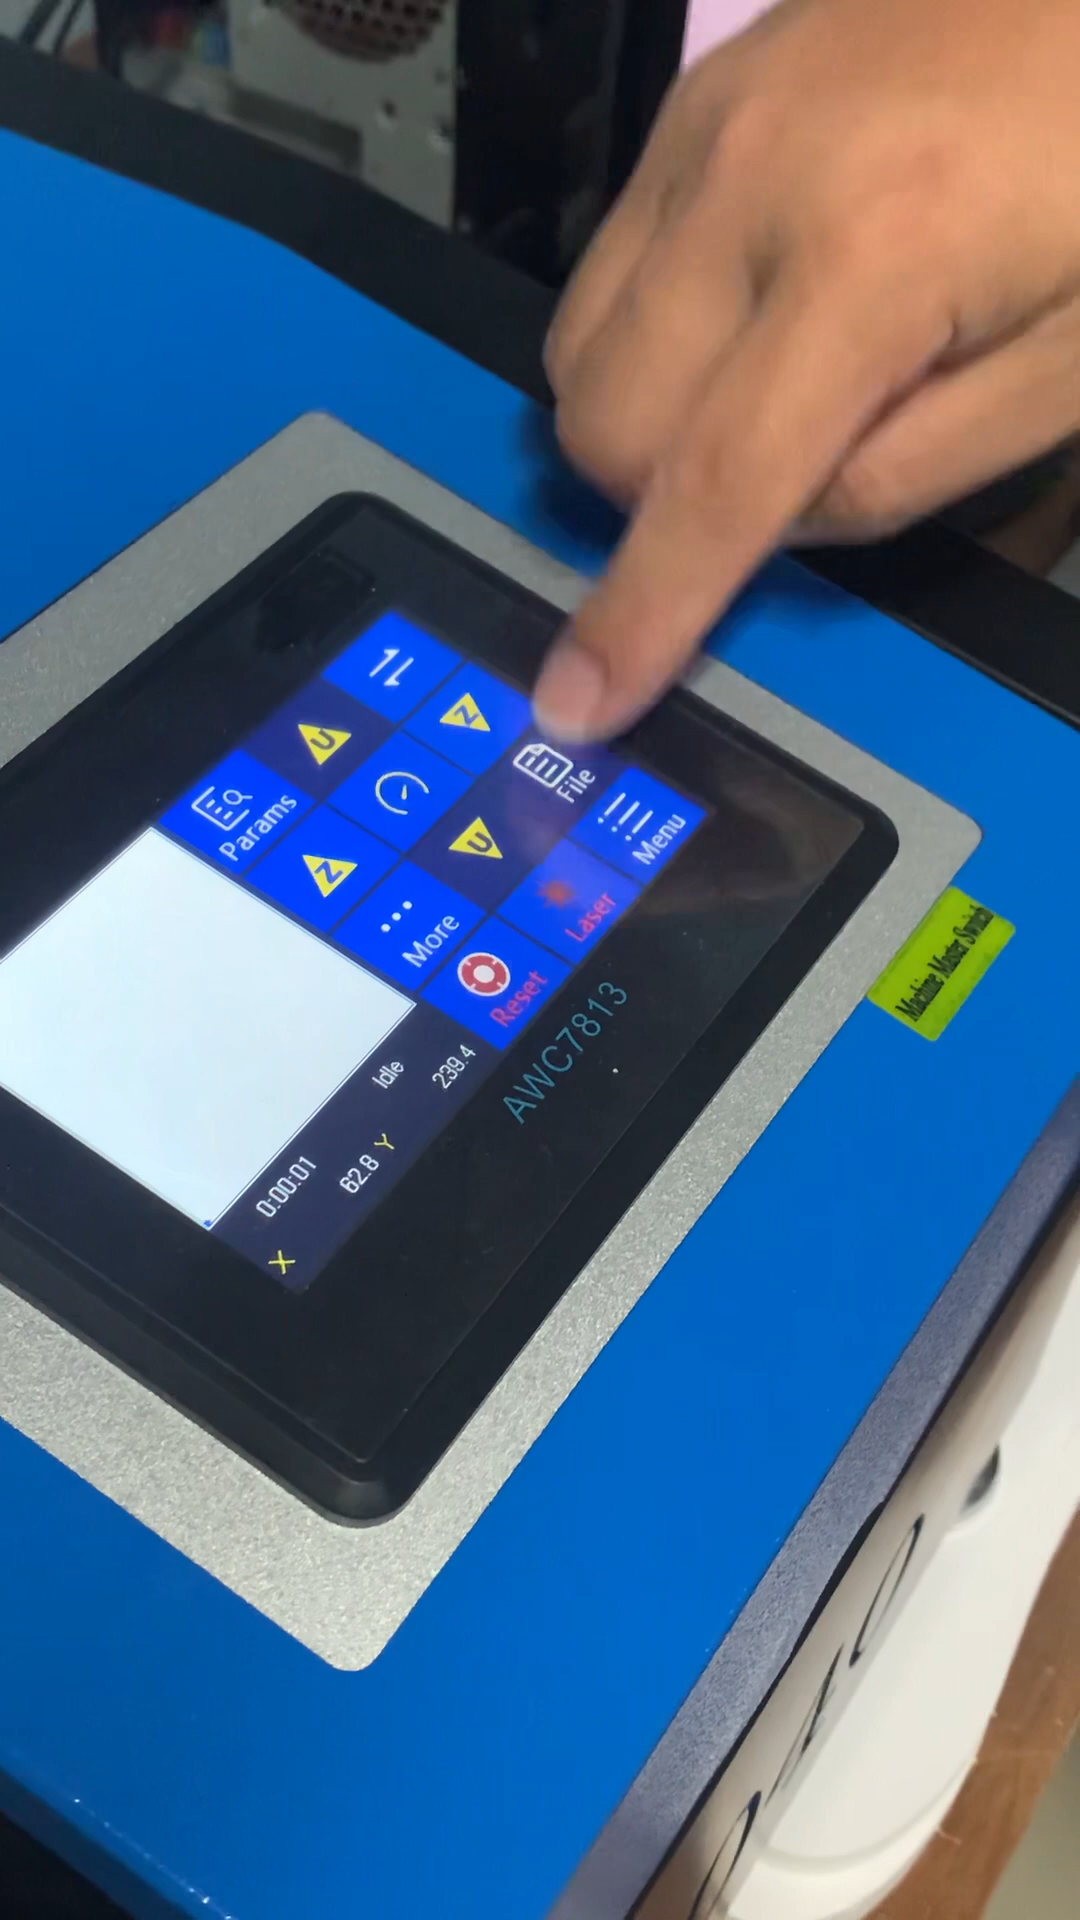 Params
U
Z
More
Z
U
File
Menu
Laser
Reset
0:00:01
Idle
X
62.8
Y
239.4
AWC7813
Machine Master Switch